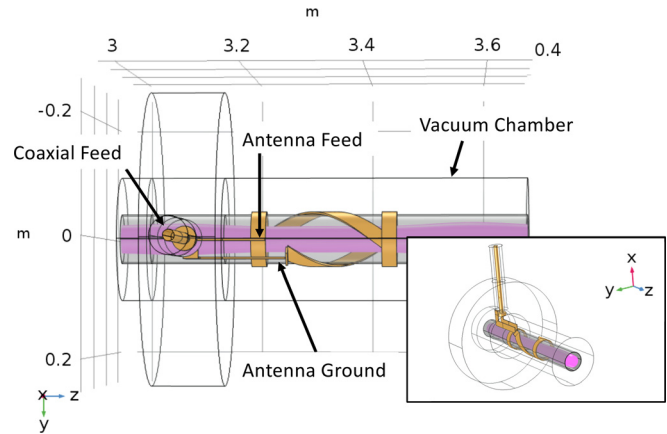 m
3 3.2 3.4 3.6 0.4
-0.2
Vacuum Chamber
Antenna Feed
Coaxial Feed
m 0
x
y z
0.2
Antenna Ground
x z
y